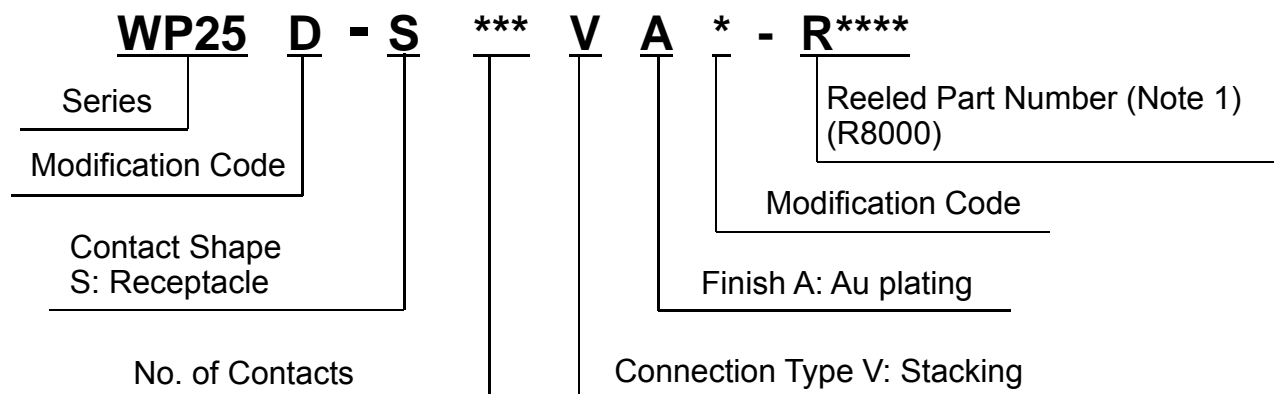 WP25 D - S *** V A * - R****
Series
Reeled Part Number (Note 1)
(R8000)
Modification Code
Modification Code
Contact Shape
S: Receptacle
Finish A: Au plating
No. of Contacts
Connection Type V: Stacking